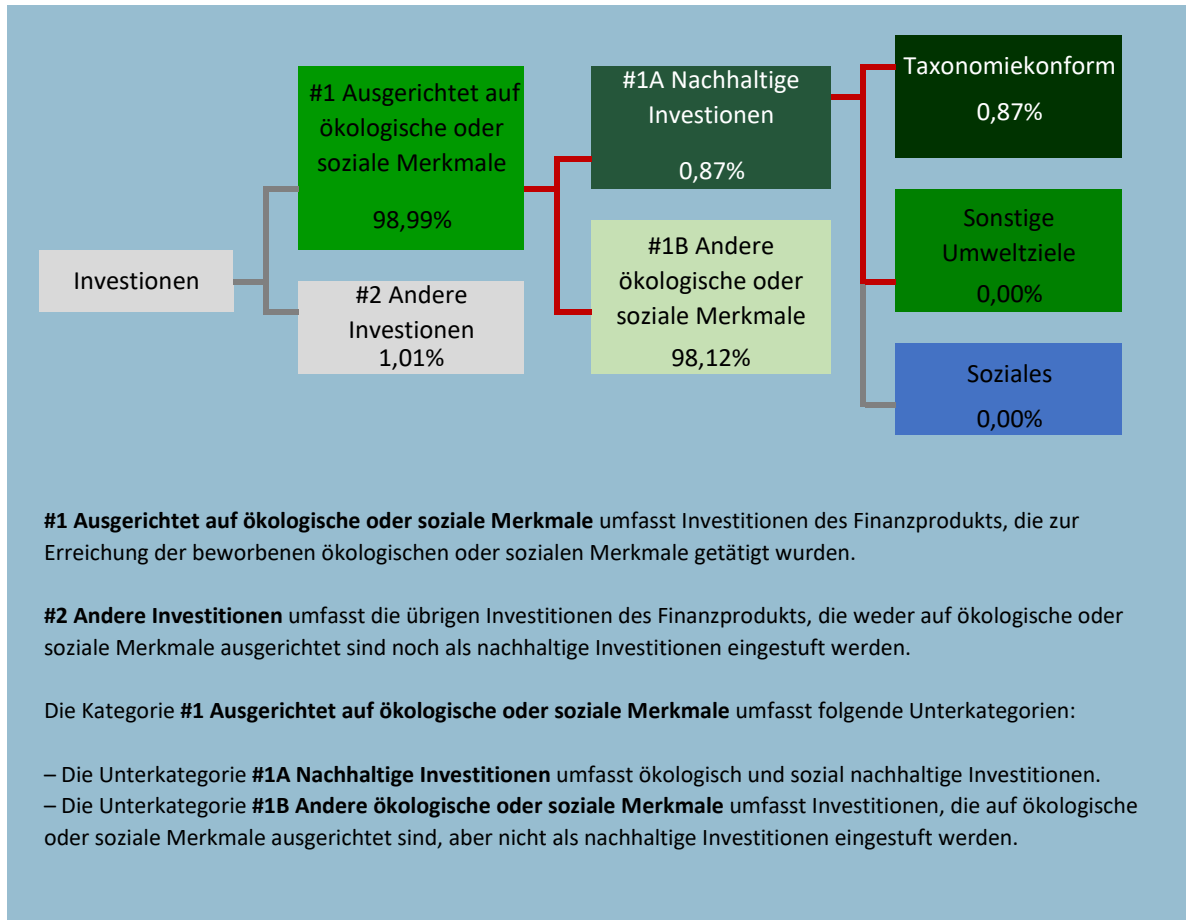 Investionen
#1 Ausgerichtet auf
ökologische oder
soziale Merkmale
98,99%
#2 Andere
Investionen
1,01%
#1A Nachhaltige
Investionen
0,87%
#1B Andere
ökologische oder
soziale Merkmale
98,12%
Taxonomiekonform
0,87%
Sonstige
Umweltziele
0,00%
Soziales
0,00%
#1 Ausgerichtet auf ökologische oder soziale Merkmale umfasst Investitionen des Finanzprodukts, die zur
Erreichung der beworbenen ökologischen oder sozialen Merkmale getätigt wurden.
#2 Andere Investitionen umfasst die übrigen Investitionen des Finanzprodukts, die weder auf ökologische oder
soziale Merkmale ausgerichtet sind noch als nachhaltige Investitionen eingestuft werden.
Die Kategorie #1 Ausgerichtet auf ökologische oder soziale Merkmale umfasst folgende Unterkategorien:
– Die Unterkategorie #1A Nachhaltige Investitionen umfasst ökologisch und sozial nachhaltige Investitionen.
– Die Unterkategorie #1B Andere ökologische oder soziale Merkmale umfasst Investitionen, die auf ökologische
oder soziale Merkmale ausgerichtet sind, aber nicht als nachhaltige Investitionen eingestuft werden.